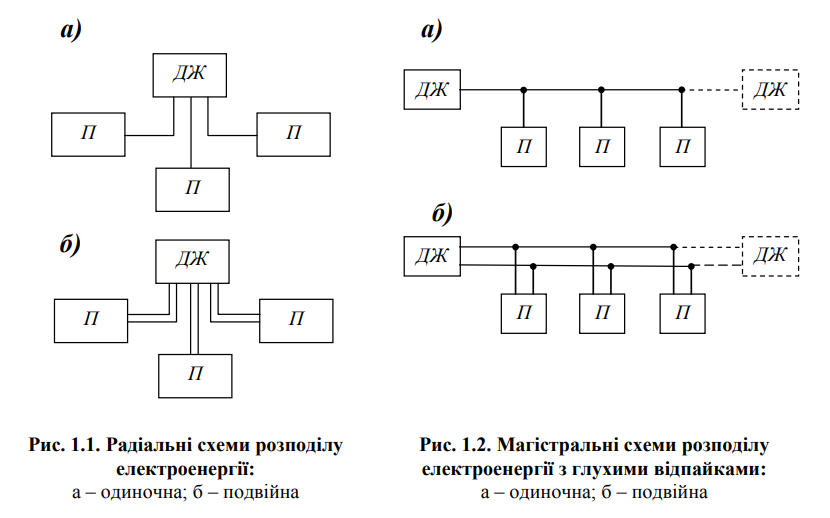 а)
ДЖ
П
П
П
б)
ДЖ
П
П
П
Рис. 1.1. Радіальні схеми розподілу
електроенергії:
а – одиночна; б – подвійна
а)
ДЖ
ДЖ
П
П
П
б)
ДЖ
ДЖ
П
П
П
Рис. 1.2. Магістральні схеми розподілу
електроенергії з глухими відпайками:
а – одиночна; б – подвійна